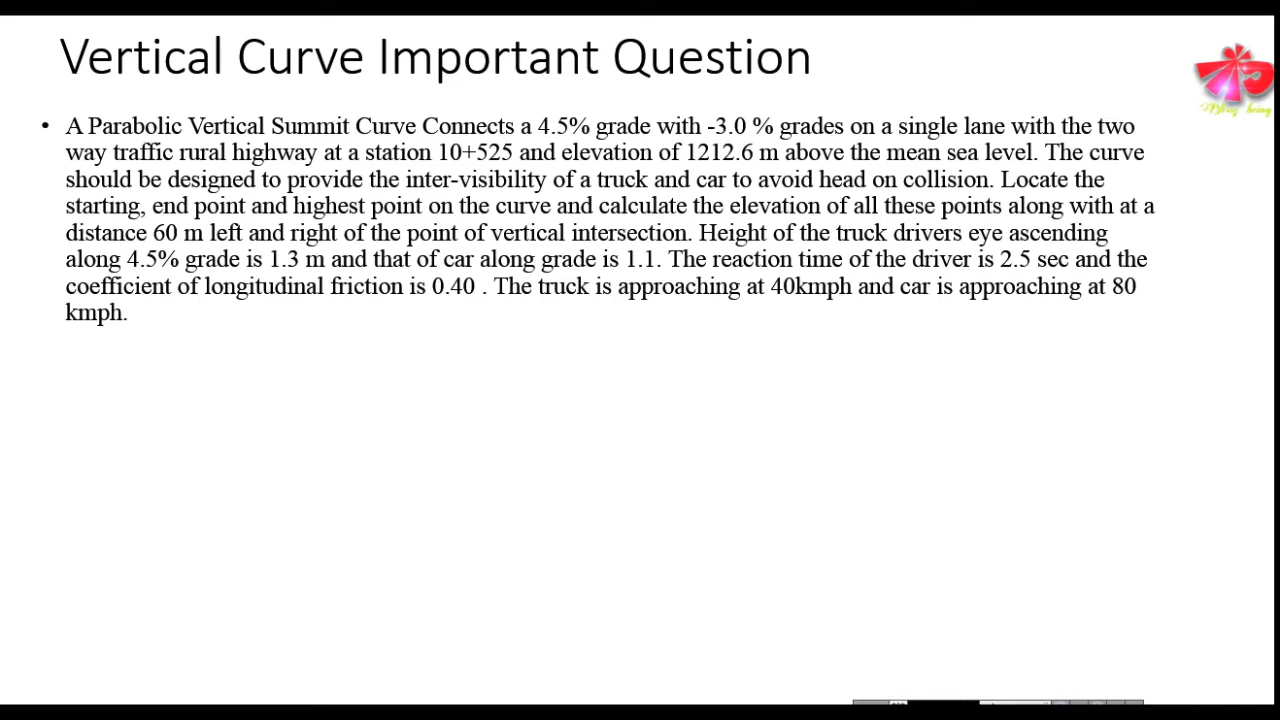 Vertical Curve Important Question
• A Parabolic Vertical Summit Curve Connects a 4.5% grade with -3.0 % grades on a single lane with the two
way traffic rural highway at a station 10+525 and elevation of 1212.6 m above the mean sea level. The curve
should be designed to provide the inter-visibility of a truck and car to avoid head on collision. Locate the
starting, end point and highest point on the curve and calculate the elevation of all these points along with at a
distance 60 m left and right of the point of vertical intersection. Height of the truck drivers eye ascending
along 4.5% grade is 1.3 m and that of car along grade is 1.1. The reaction time of the driver is 2.5 sec and the
coefficient of longitudinal friction is 0.40 . The truck is approaching at 40kmph and car is approaching at 80
kmph.